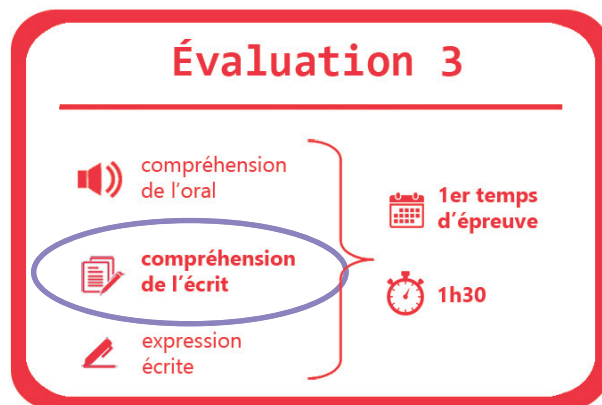 Évaluation 3
compréhension
de l'oral
compréhension
de l'écrit
expression
écrite
1er temps
d'épreuve
1h30